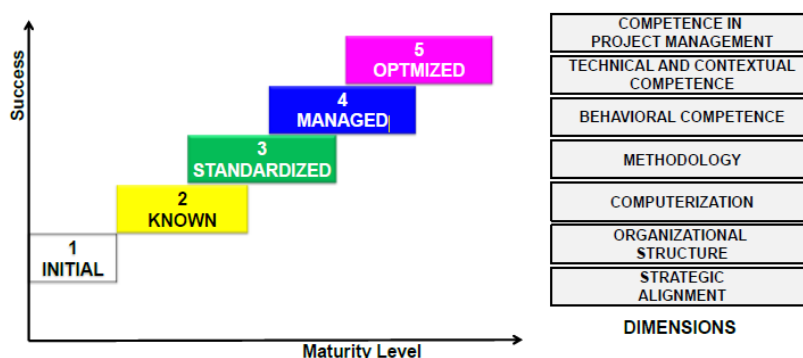 Success
5
OPTMIZED
4
MANAGED
3
STANDARDIZED
2
KNOWN
1
INITIAL
Maturity Level
COMPETENCE IN
PROJECT MANAGEMENT
TECHNICAL AND CONTEXTUAL
COMPETENCE
BEHAVIORAL COMPETENCE
METHODOLOGY
COMPUTERIZATION
ORGANIZATIONAL
STRUCTURE
STRATEGIC
ALIGNMENT
DIMENSIONS